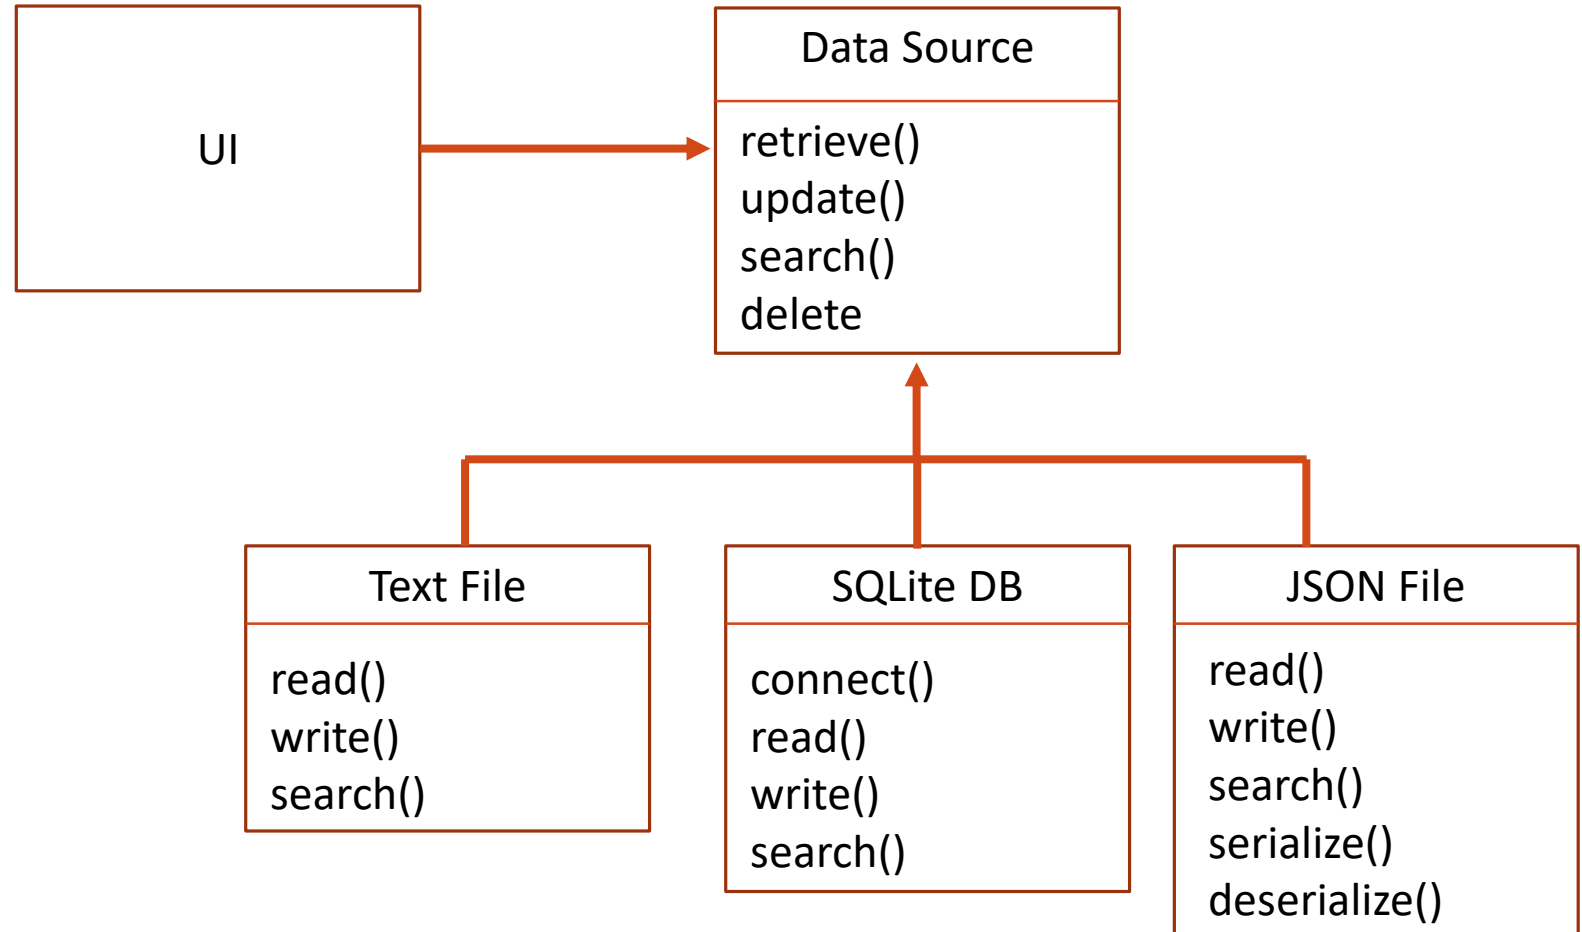 UI
Data Source
retrieve()
update()
search()
delete
Text File
read()
write()
search()
SQLite DB
connect()
read()
write()
search()
JSON File
read()
write()
search()
serialize()
deserialize()